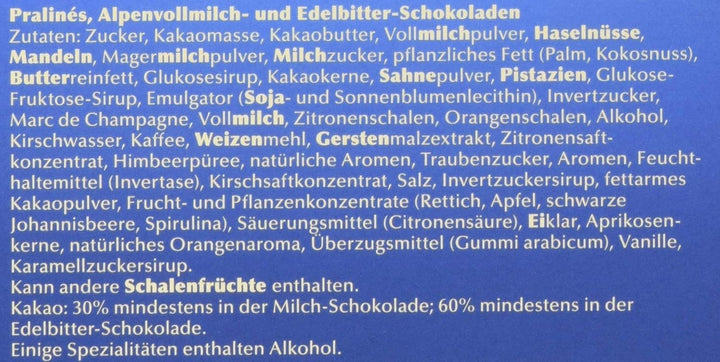 Pralinés, Alpenvollmilch- und Edelbitter-Schokoladen
Zutaten: Zucker, Kakaomasse, Kakaobutter, Vollmilchpulver, Haselnüsse,
Mandeln, Magermilchpulver, Milchzucker, pflanzliches Fett (Palm, Kokosnuss),
Butterreinfett, Glukosesirup, Kakaokerne, Sahnepulver, Pistazien, Glukose-
Fruktose-Sirup, Emulgator (Soja- und Sonnenblumenlecithin), Invertzucker,
Marc de Champagne, Vollmilch, Zitronenschalen, Orangenschalen, Alkohol,
Kirschwasser, Kaffee, Weizenmehl, Gerstenmalzextrakt, Zitronensaft-
konzentrat, Himbeerpüree, natürliche Aromen, Traubenzucker, Aromen, Feucht-
haltemittel (Invertase), Kirschsaftkonzentrat, Salz, Invertzuckersirup, fettarmes
Kakaopulver, Frucht- und Pflanzenkonzentrate (Rettich, Apfel, schwarze
Johannisbeere, Spirulina), Säuerungsmittel (Citronensäure), Eiklar, Aprikosen-
kerne, natürliches Orangenaroma, Überzugsmittel (Gummi arabicum), Vanille,
Karamellzuckersirup.
Kann andere Schalenfrüchte enthalten.
Kakao: 30% mindestens in der Milch-Schokolade; 60% mindestens in der
Edelbitter-Schokolade.
Einige Spezialitäten enthalten Alkohol.